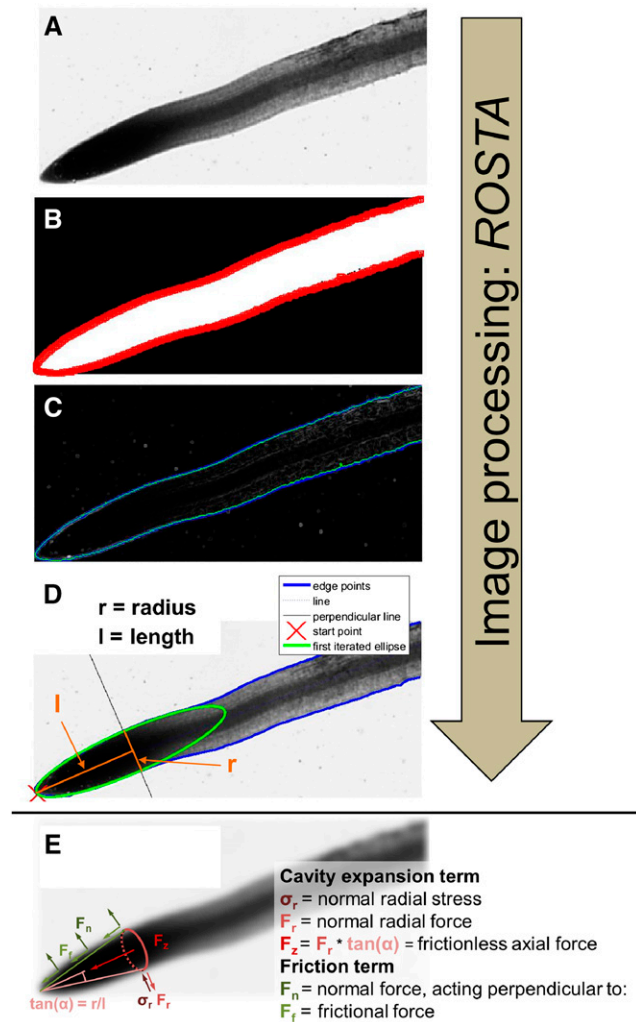 A
B
C
D
r = radius
l = length
edge points
line
perpendicular line
start point
first iterated ellipse
l
r
Image processing: ROSTA
E
Cavity expansion term
σr = normal radial stress
Fr = normal radial force
Fz = Fr * tan(α) = frictionless axial force
Friction term
Fn = normal force, acting perpendicular to:
Ff = frictional force
Fn
Ff
Fz
tan(α) = r/l
σr Fr